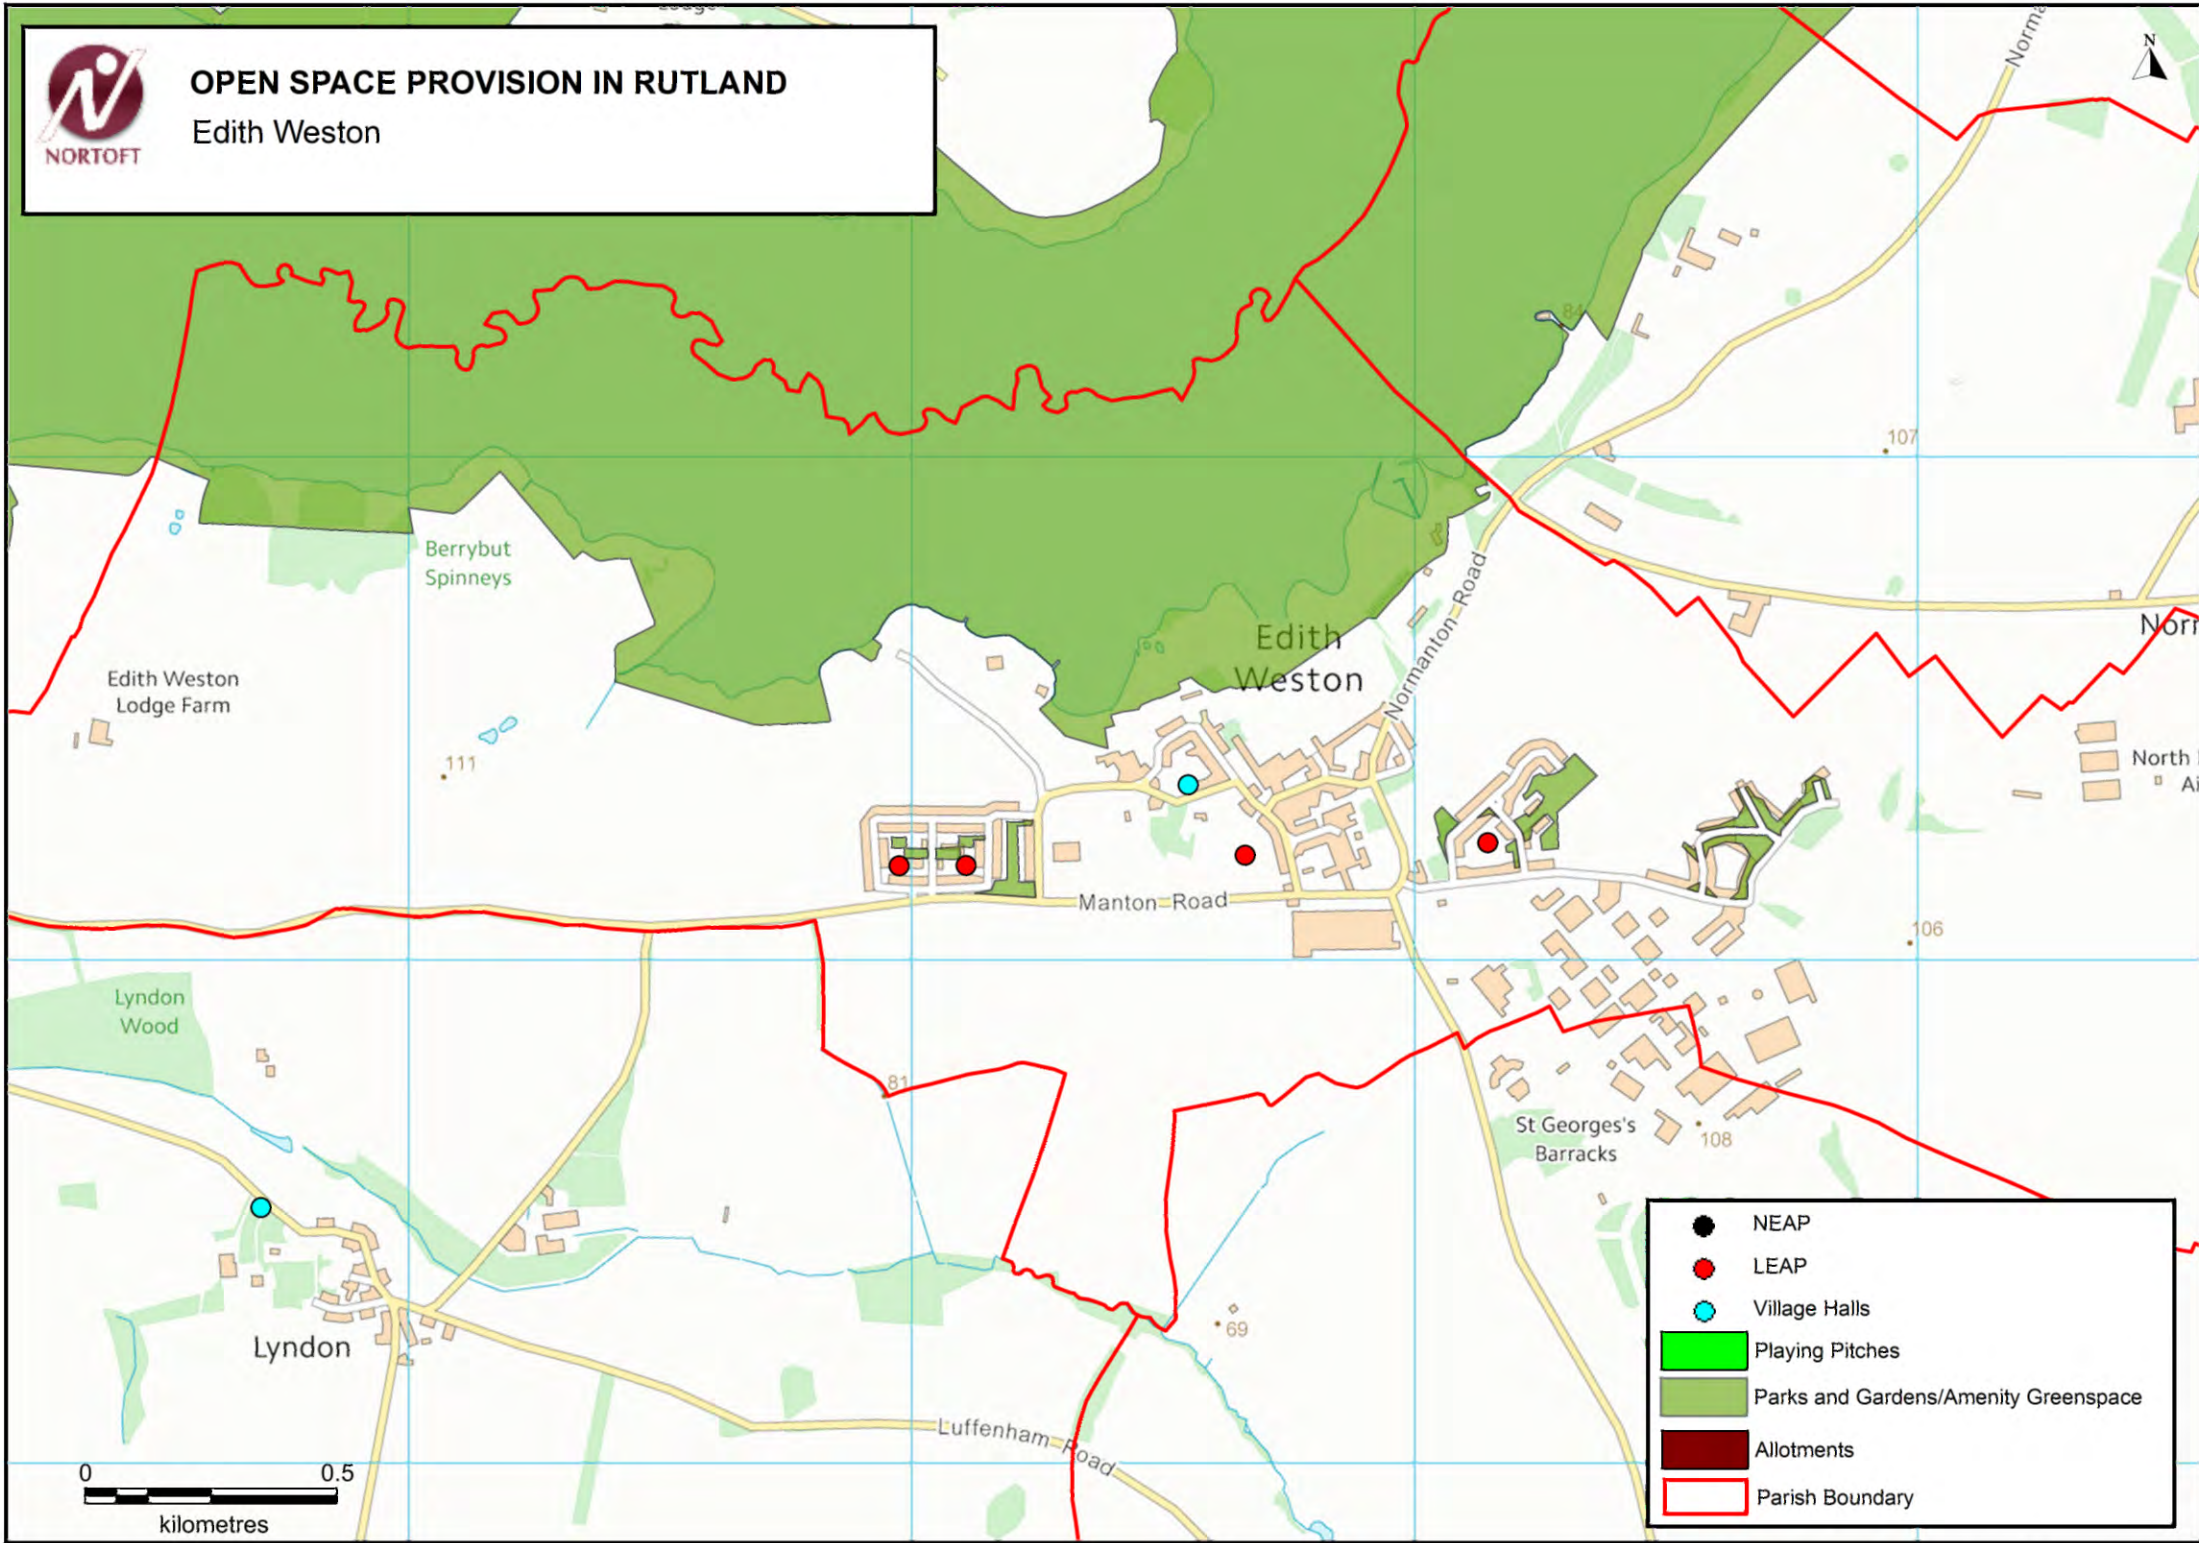 NORTOFT
OPEN SPACE PROVISION IN RUTLAND
Edith Weston
N
84
107
Berrybut
Spinneys
Normanton Road
Edith
Weston
Edith Weston
Lodge Farm
111
North
Manton Road
106
Lyndon
Wood
81
St Georges's
Barracks
108
69
Lyndon
Luffenham Road
NEAP
LEAP
Village Halls
Playing Pitches
Parks and Gardens/Amenity Greenspace
Allotments
Parish Boundary
0 0.5
kilometres